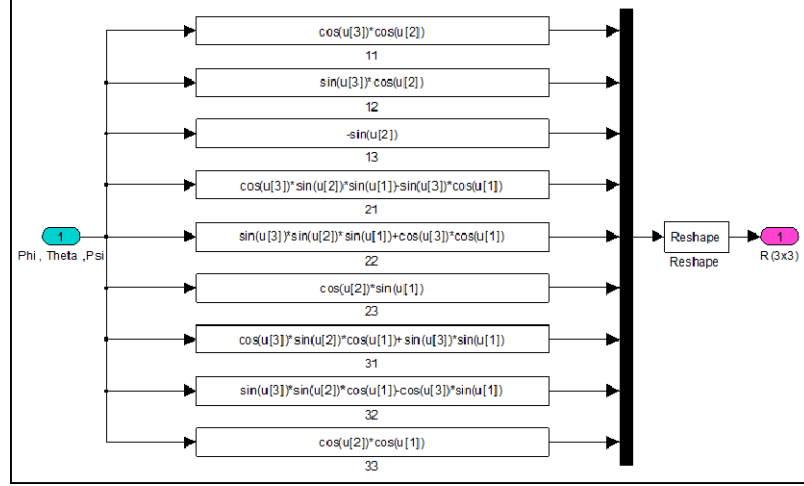 cos(u[3])*cos(u[2])
11
sin(u[3])*cos(u[2])
12
-sin(u[2])
13
cos(u[3])*sin(u[2])*sin(u[1])-sin(u[3])*cos(u[1])
21
1
Phi , Theta ,Psi
sin(u[3])*sin(u[2])*sin(u[1])+cos(u[3])*cos(u[1])
22
cos(u[2])*sin(u[1])
23
cos(u[3])*sin(u[2])*cos(u[1])+sin(u[3])*sin(u[1])
31
sin(u[3])*sin(u[2])*cos(u[1])-cos(u[3])*sin(u[1])
32
cos(u[2])*cos(u[1])
33
Reshape
Reshape
1
R (3x3)